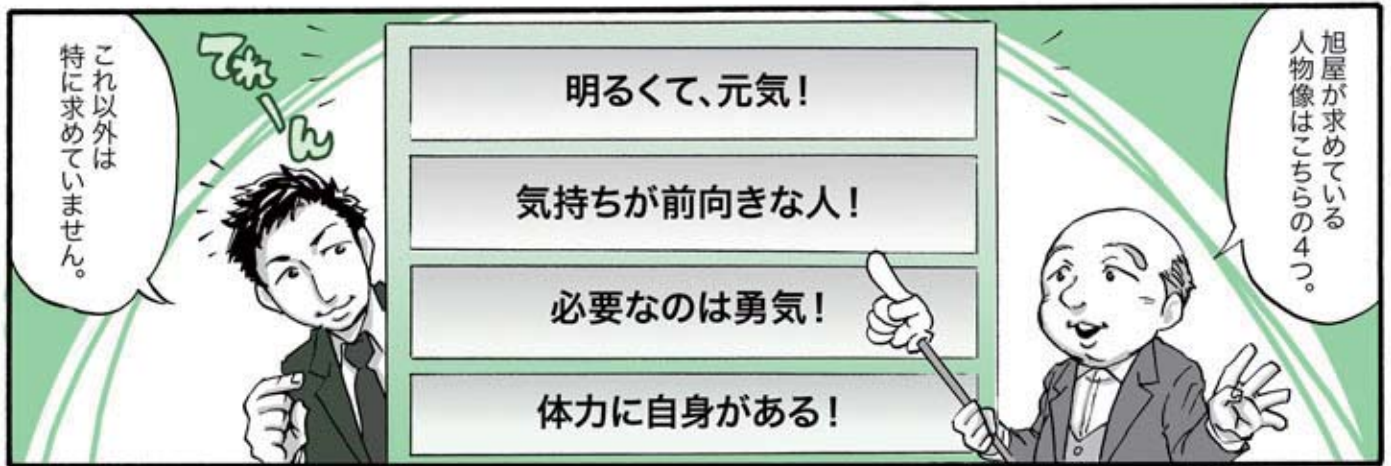 旭屋が求めている
人物像はこちらの4つ。
明るくて、元気！
気持ちが前向きな人！
必要なのは勇気！
体力に自身がある！
てれーん
これ以外は
特に求めていません。